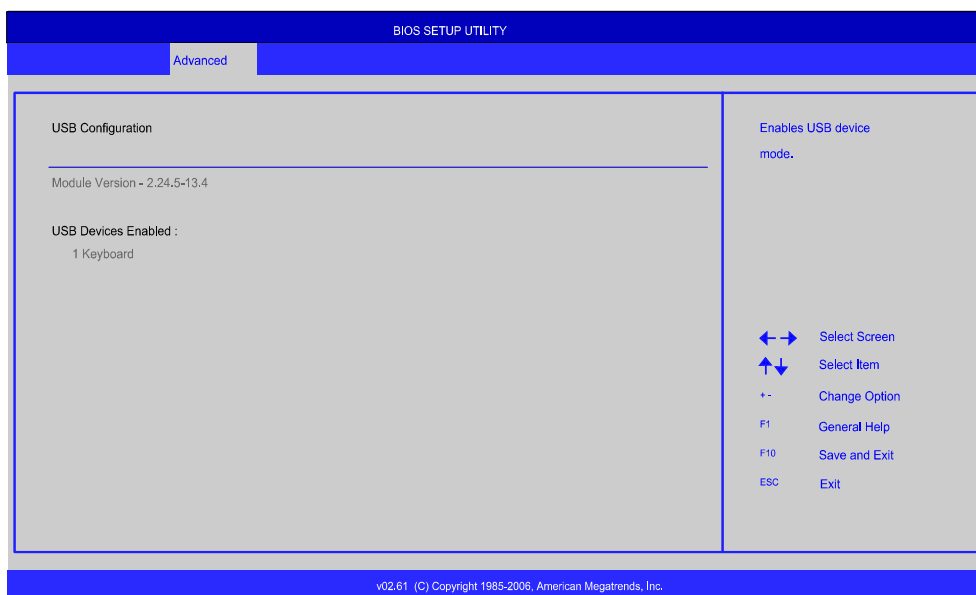 BIOS SETUP UTILITY
Advanced
USB Configuration
Module Version - 2.24.5-13.4
USB Devices Enabled :
1 Keyboard
Enables USB device
mode.
Select Screen
Select Item
+ - Change Option
F1 General Help
F10 Save and Exit
ESC Exit
v02.61 (C) Copyright 1985-2006, American Megatrends, Inc.